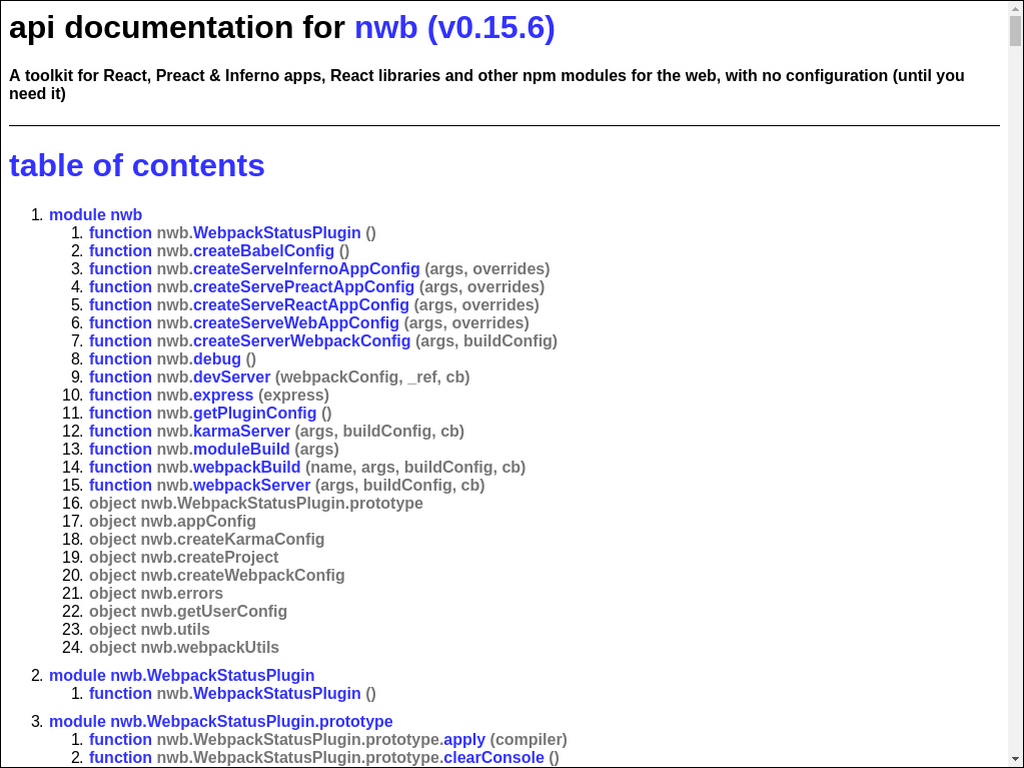 api documentation for nwb (v0.15.6)
A toolkit for React, Preact & Inferno apps, React libraries and other npm modules for the web, with no configuration (until you
need it)
table of contents
1. module nwb
1. function nwb.WebpackStatusPlugin ()
2. function nwb.createBabelConfig ()
3. function nwb.createServeInfernoAppConfig (args, overrides)
4. function nwb.createServePreactAppConfig (args, overrides)
5. function nwb.createServeReactAppConfig (args, overrides)
6. function nwb.createServeWebAppConfig (args, overrides)
7. function nwb.createServerWebpackConfig (args, buildConfig)
8. function nwb.debug ()
9. function nwb.devServer (webpackConfig, _ref, cb)
10. function nwb.express (express)
11. function nwb.getPluginConfig ()
12. function nwb.karmaServer (args, buildConfig, cb)
13. function nwb.moduleBuild (args)
14. function nwb.webpackBuild (name, args, buildConfig, cb)
15. function nwb.webpackServer (args, buildConfig, cb)
16. object nwb.WebpackStatusPlugin.prototype
17. object nwb.appConfig
18. object nwb.createKarmaConfig
19. object nwb.createProject
20. object nwb.createWebpackConfig
21. object nwb.errors
22. object nwb.getUserConfig
23. object nwb.utils
24. object nwb.webpackUtils
2. module nwb.WebpackStatusPlugin
1. function nwb.WebpackStatusPlugin ()
3. module nwb.WebpackStatusPlugin.prototype
1. function nwb.WebpackStatusPlugin.prototype.apply (compiler)
2. function nwb.WebpackStatusPlugin.prototype.clearConsole ()